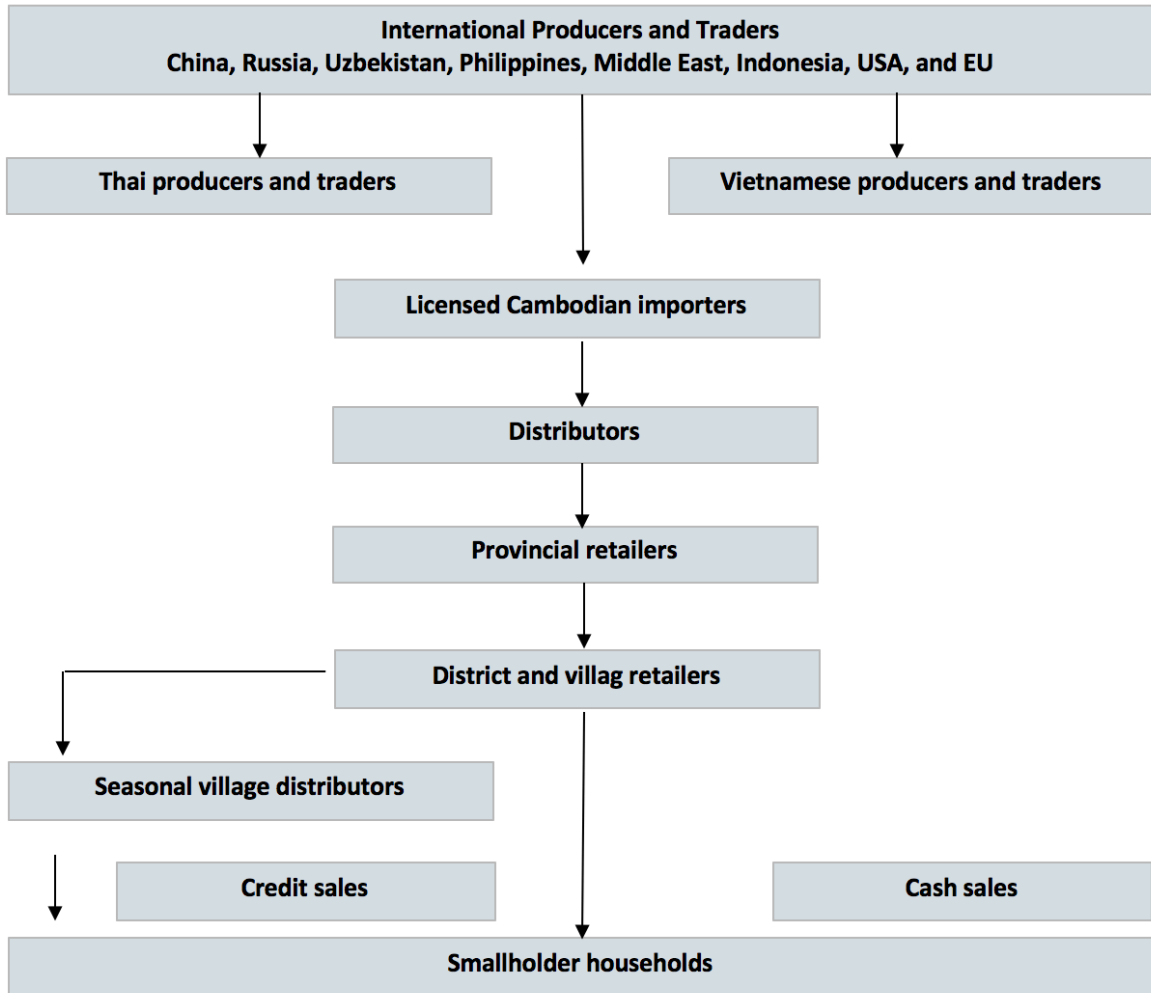 International Producers and Traders
China, Russia, Uzbekistan, Philippines, Middle East, Indonesia, USA, and EU
Thai producers and traders
Vietnamese producers and traders
Licensed Cambodian importers
Distributors
Provincial retailers
District and villag retailers
Seasonal village distributors
Credit sales
Cash sales
Smallholder households